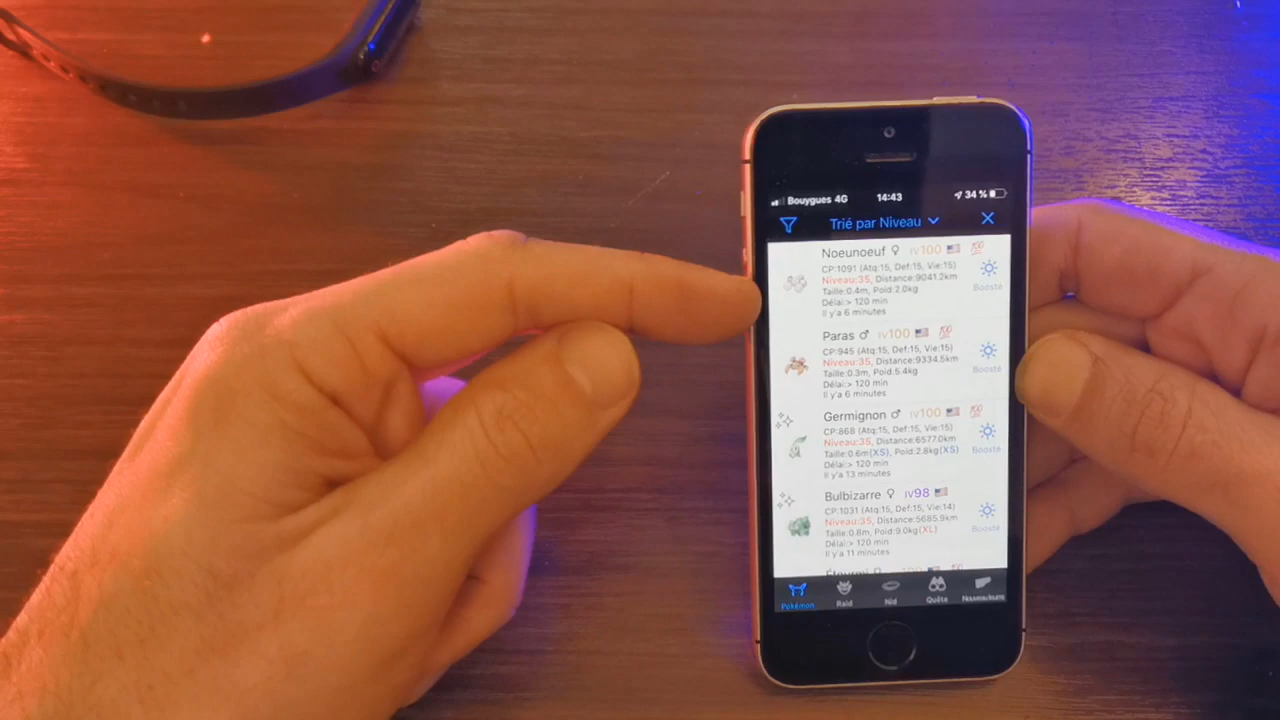 Bouygues 4G 14:43 34 %
Trié par Niveau
Noeunoeuf ♀ IV100 💯
CP:1091 (Atq:15, Def:15, Vie:15)
Niveau:35, Distance:9041.2km
Taille:0.4m, Poid:2.0kg
Délai:> 120 min
Il y'a 6 minutes
Boosté
Paras ♂ IV100 💯
CP:945 (Atq:15, Def:15, Vie:15)
Niveau:35, Distance:9334.5km
Taille:0.3m, Poid:5.4kg
Délai:> 120 min
Il y'a 6 minutes
Boosté
Germignon ♂ IV100 💯
CP:868 (Atq:15, Def:15, Vie:15)
Niveau:35, Distance:6577.0km
Taille:0.6m(XS), Poid:2.8kg(XS)
Délai:> 120 min
Il y'a 13 minutes
Boosté
Bulbizarre ♀ IV98
CP:1031 (Atq:15, Def:15, Vie:14)
Niveau:35, Distance:5685.9km
Taille:0.8m, Poid:9.0kg(XL)
Délai:> 120 min
Il y'a 11 minutes
Boosté
Pokémon Raid Nid Quête